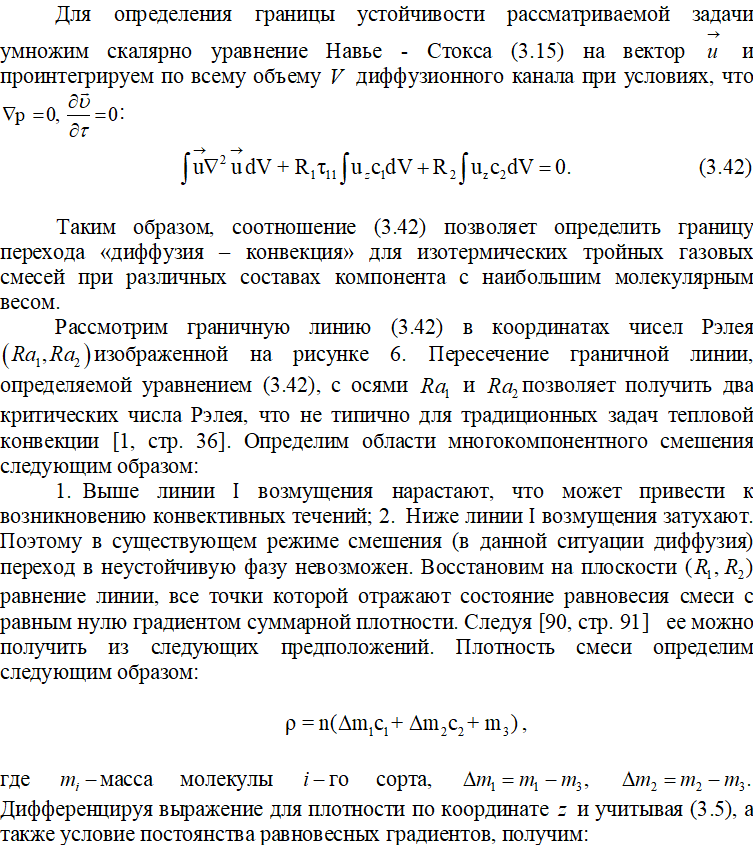 Для определения границы устойчивости рассматриваемой задачи
умножим скалярно уравнение Навье - Стокса (3.15) на вектор $\vec{u}$ и
проинтегрируем по всему объему V диффузионного канала при условиях, что
$\nabla p = 0, \frac{\partial \vec{\upsilon}}{\partial \tau} = 0$:
$\int \vec{u} \nabla^2 \vec{u} dV + R_1 \tau_{11} \int u_z c_1 dV + R_2 \int u_z c_2 dV = 0.$ (3.42)
Таким образом, соотношение (3.42) позволяет определить границу
перехода «диффузия – конвекция» для изотермических тройных газовых
смесей при различных составах компонента с наибольшим молекулярным
весом.
Рассмотрим граничную линию (3.42) в координатах чисел Рэлея
$(Ra_1, Ra_2)$ изображенной на рисунке 6. Пересечение граничной линии,
определяемой уравнением (3.42), с осями $Ra_1$ и $Ra_2$ позволяет получить два
критических числа Рэлея, что не типично для традиционных задач тепловой
конвекции [1, стр. 36]. Определим области многокомпонентного смешения
следующим образом:
1. Выше линии I возмущения нарастают, что может привести к
возникновению конвективных течений; 2. Ниже линии I возмущения затухают.
Поэтому в существующем режиме смешения (в данной ситуации диффузия)
переход в неустойчивую фазу невозможен. Восстановим на плоскости ($R_1$, $R_2$)
равнение линии, все точки которой отражают состояние равновесия смеси с
равным нулю градиентом суммарной плотности. Следуя [90, стр. 91] ее можно
получить из следующих предположений. Плотность смеси определим
следующим образом:
$\rho = n(\Delta m_1 c_1 + \Delta m_2 c_2 + m_3)$,
где $m_i$ – масса молекулы $i$ – го сорта, $\Delta m_1 = m_1 - m_3$, $\Delta m_2 = m_2 - m_3$.
Дифференцируя выражение для плотности по координате $z$ и учитывая (3.5), а
также условие постоянства равновесных градиентов, получим: